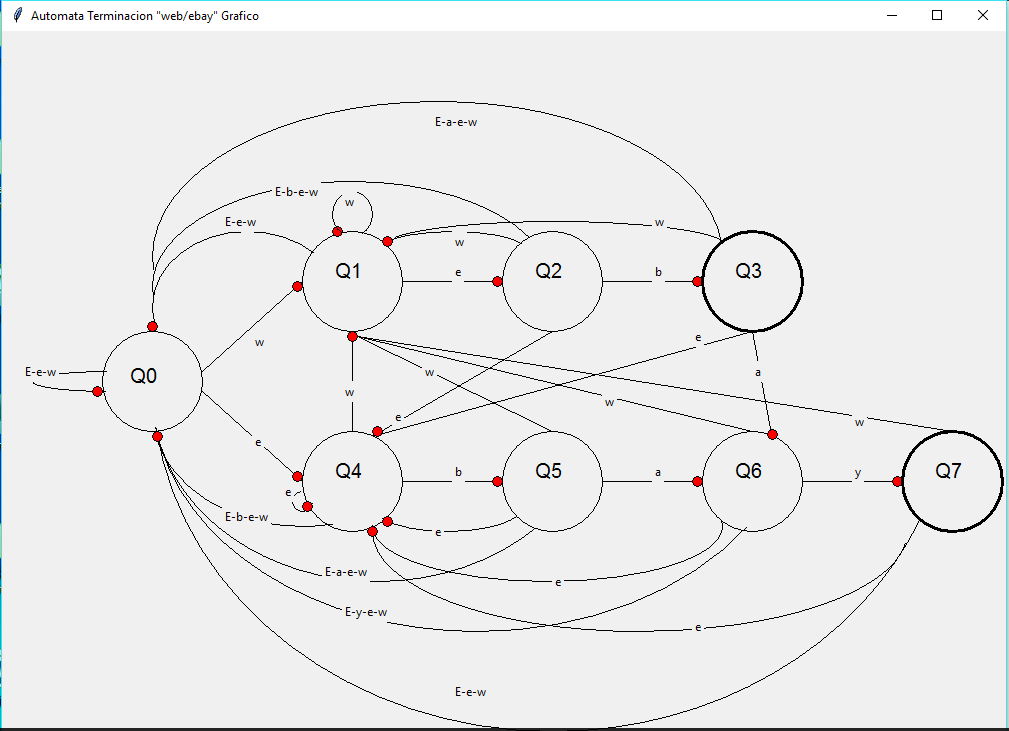 Automata Terminacion "web/ebay" Grafico
E-a-e-w
E-b-e-w
w
E-e-w
w
w
Q1
e
Q2
b
Q3
w
e
E-e-w
Q0
w
a
w
w
e
w
e
Q4
b
Q5
a
Q6
y
Q7
e
E-b-e-w
e
E-a-e-w
e
E-y-e-w
e
E-e-w